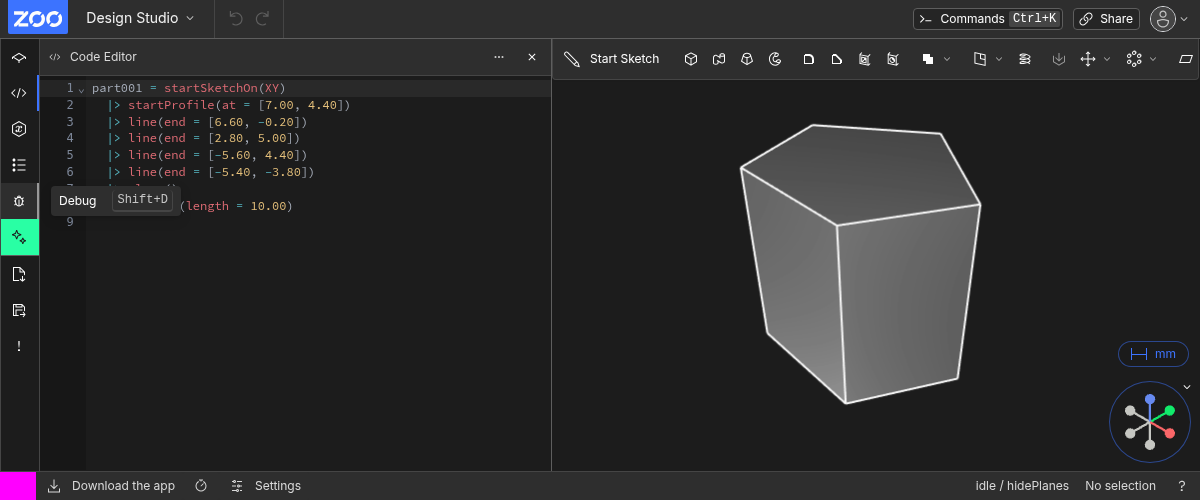 ZOO Design Studio Commands Ctrl+K Share
Code Editor
Start Sketch
1 part001 = startSketchOn(XY)
2 |> startProfile(at = [7.00, 4.40])
3 |> line(end = [6.60, -0.20])
4 |> line(end = [2.80, 5.00])
5 |> line(end = [-5.60, 4.40])
6 |> line(end = [-5.40, -3.80])
Debug Shift+D
(length = 10.00)
9
mm
Download the app
Settings
idle / hidePlanes
No selection
?